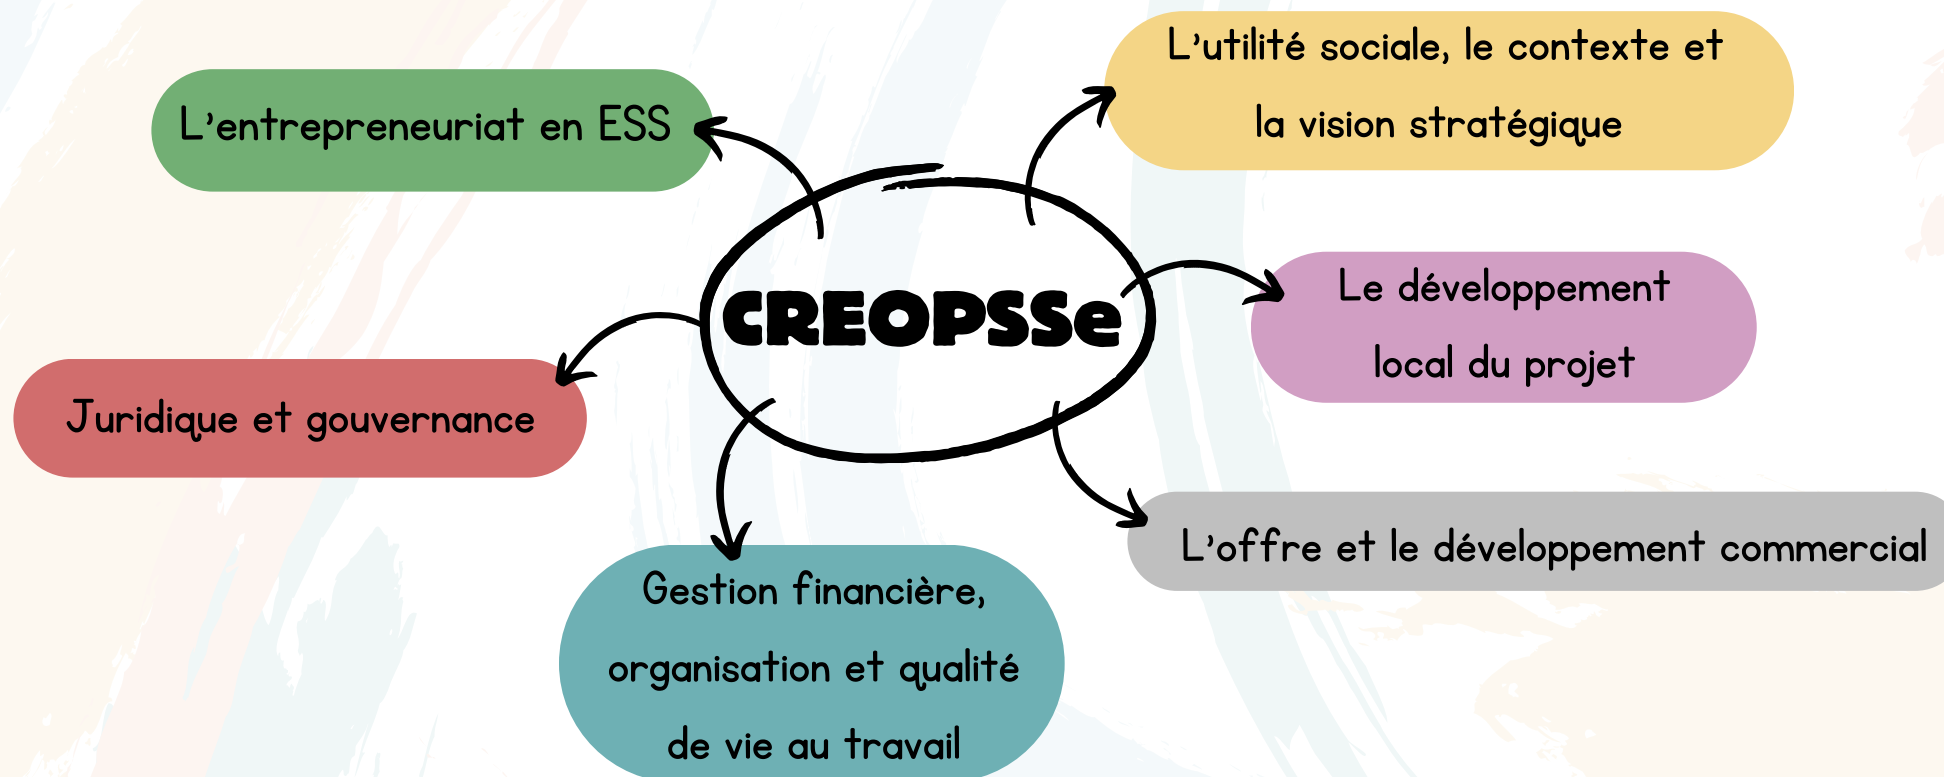 L'utilité sociale, le contexte et
la vision stratégique
L'entrepreneuriat en ESS
Le développement
local du projet
CREOPSSe
Juridique et gouvernance
L'offre et le développement commercial
Gestion financière,
organisation et qualité
de vie au travail